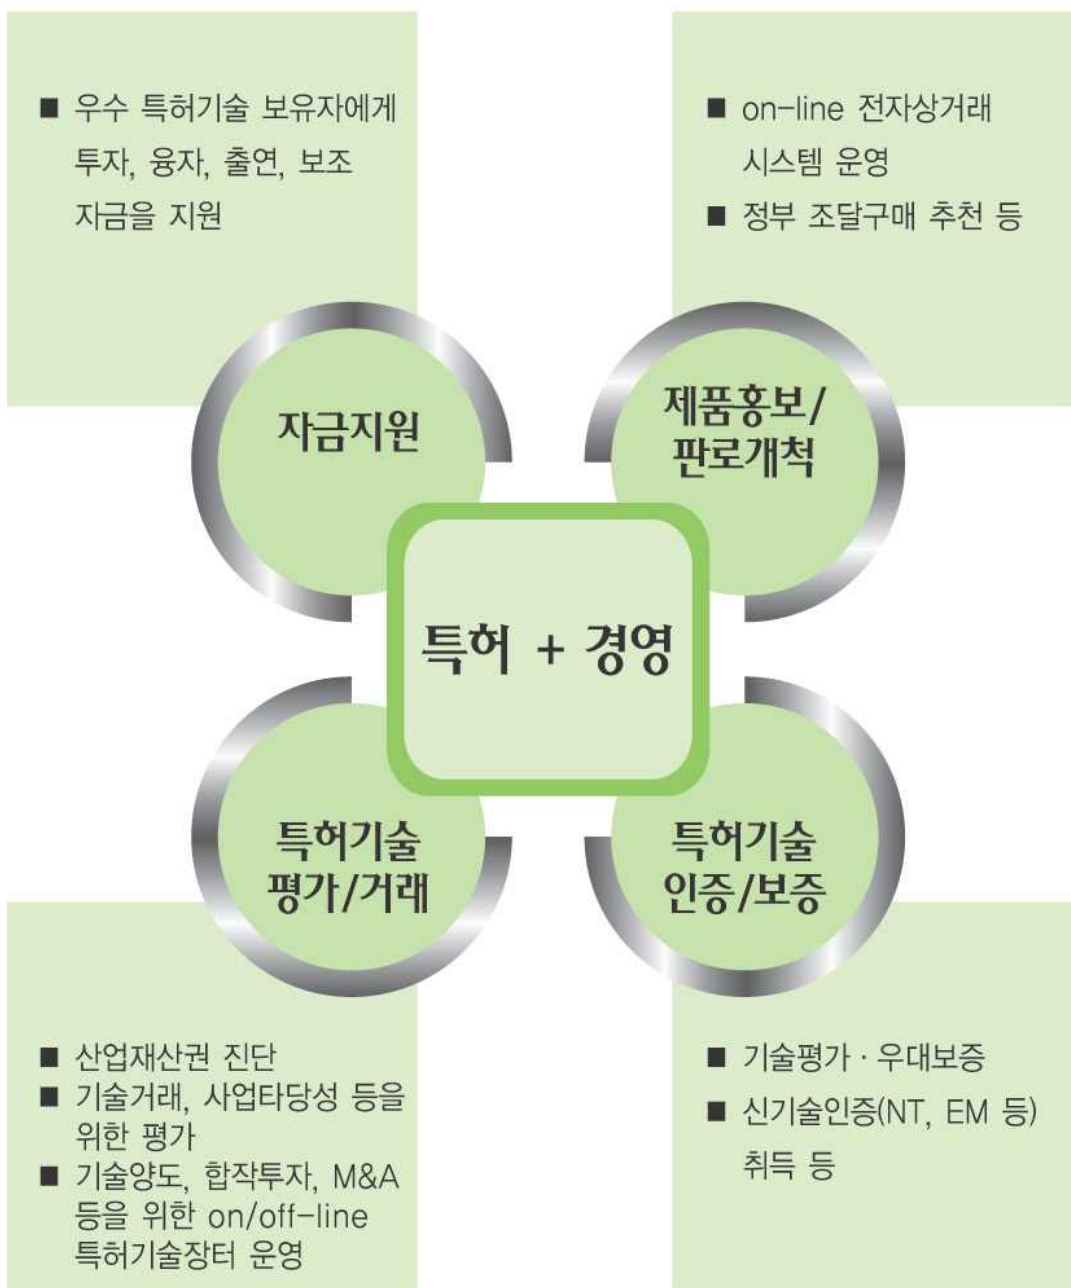 ■ 우수 특허기술 보유자에게
투자, 융자, 출연, 보조
자금을 지원
■ on-line 전자상거래
시스템 운영
■ 정부 조달구매 추천 등
자금지원
제품홍보/
판로개척
특허 + 경영
특허기술
평가/거래
특허기술
인증/보증
■ 산업재산권 진단
■ 기술거래, 사업타당성 등을
위한 평가
■ 기술양도, 합작투자, M&A
등을 위한 on/off-line
특허기술장터 운영
■ 기술평가 · 우대보증
■ 신기술인증(NT, EM 등)
취득 등